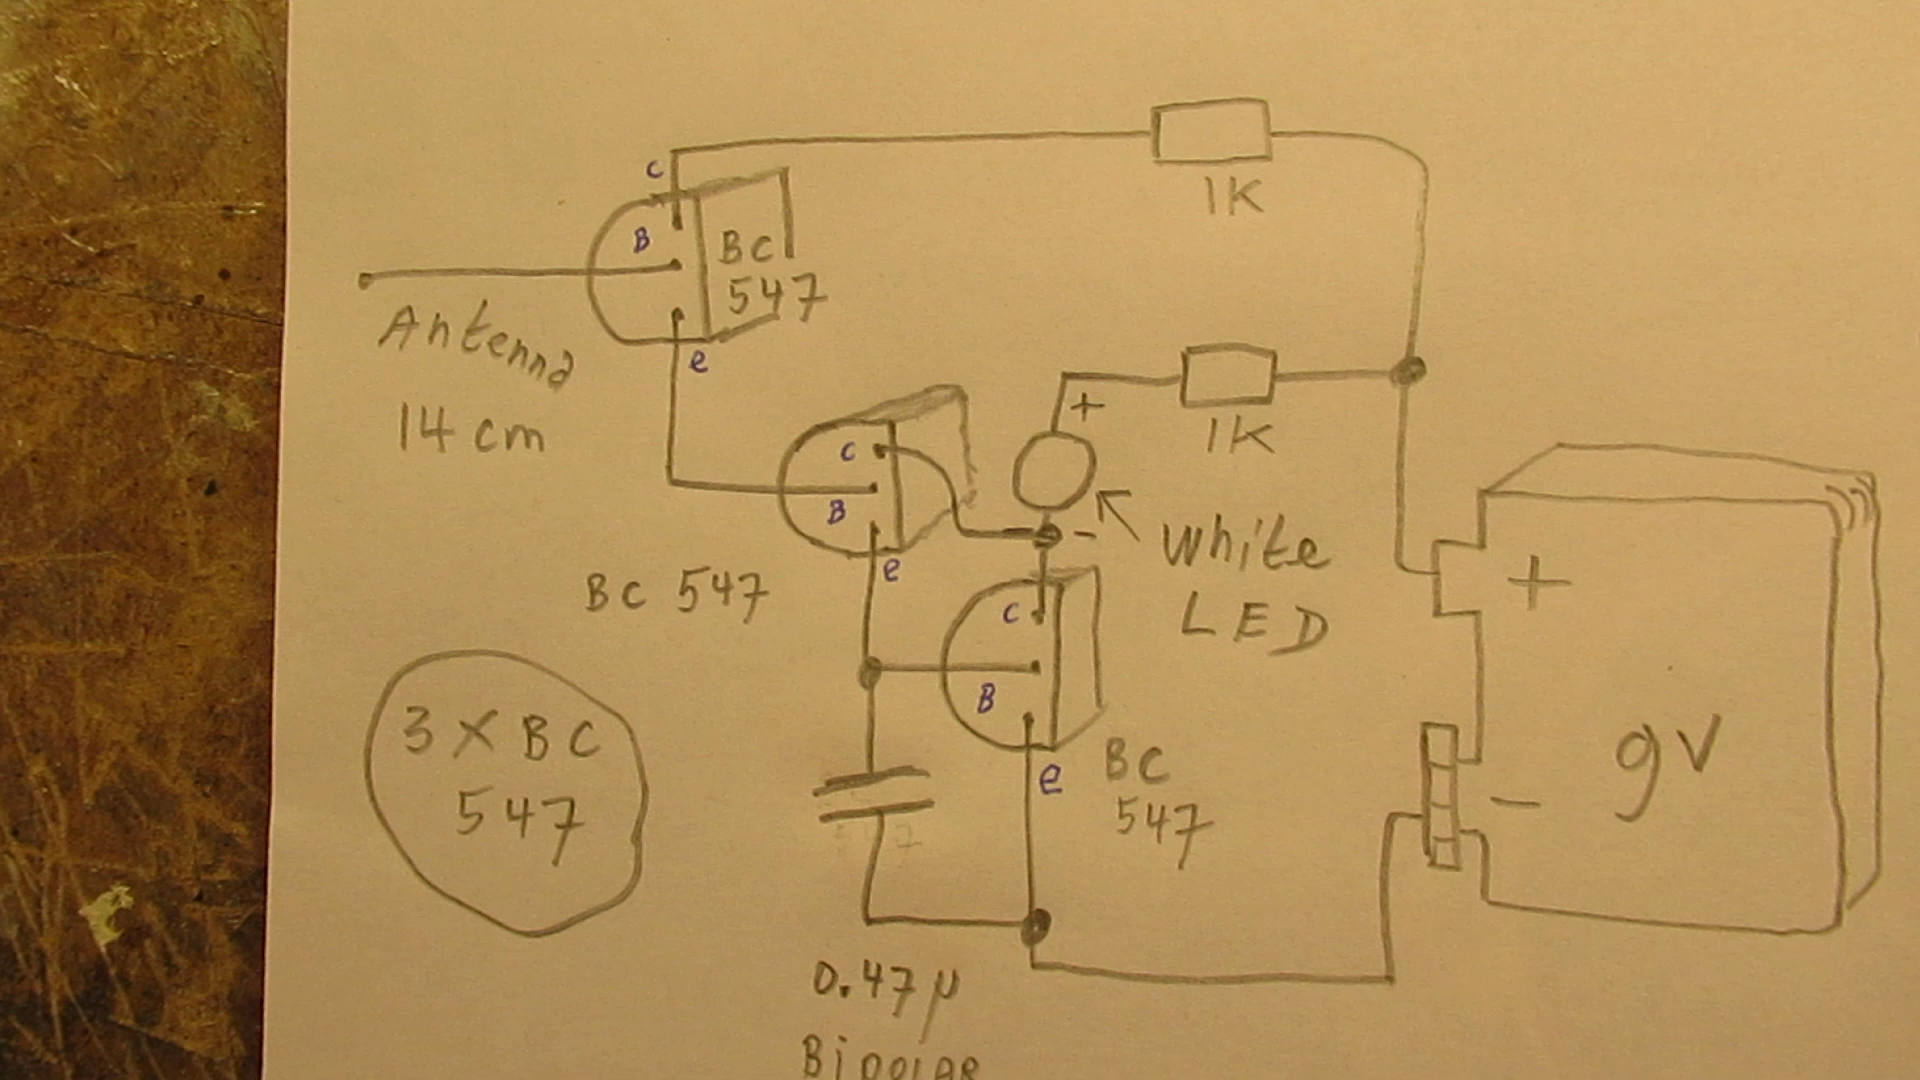 1K
C
B
BC
547
e
Antenna
14 cm
+
1K
C
B
e
-
White
LED
BC 547
C
B
e
BC
547
+
-
9V
3 X BC
547
0.47 µ
Bipolar